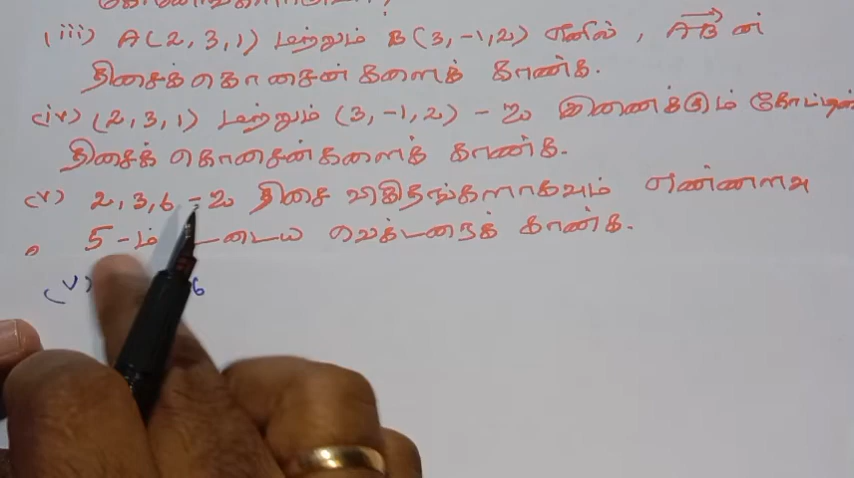 (iii) A(2, 3, 1) மற்றும் B(3, -1, 2) எனில், AB ன்
திசைக் கொசைன்களைக் காண்க.
(iv) (2, 3, 1) மற்றும் (3, -1, 2) - ஐ இணைக்கும்
திசைக் கொசைன்களைக் காண்க.
(v) 2, 3, 6 - ஐ திசை விகிதங்களாகவும் எண்ணளவு
5 - ம் உடைய வெக்டரைக் காண்க.
(v) 6